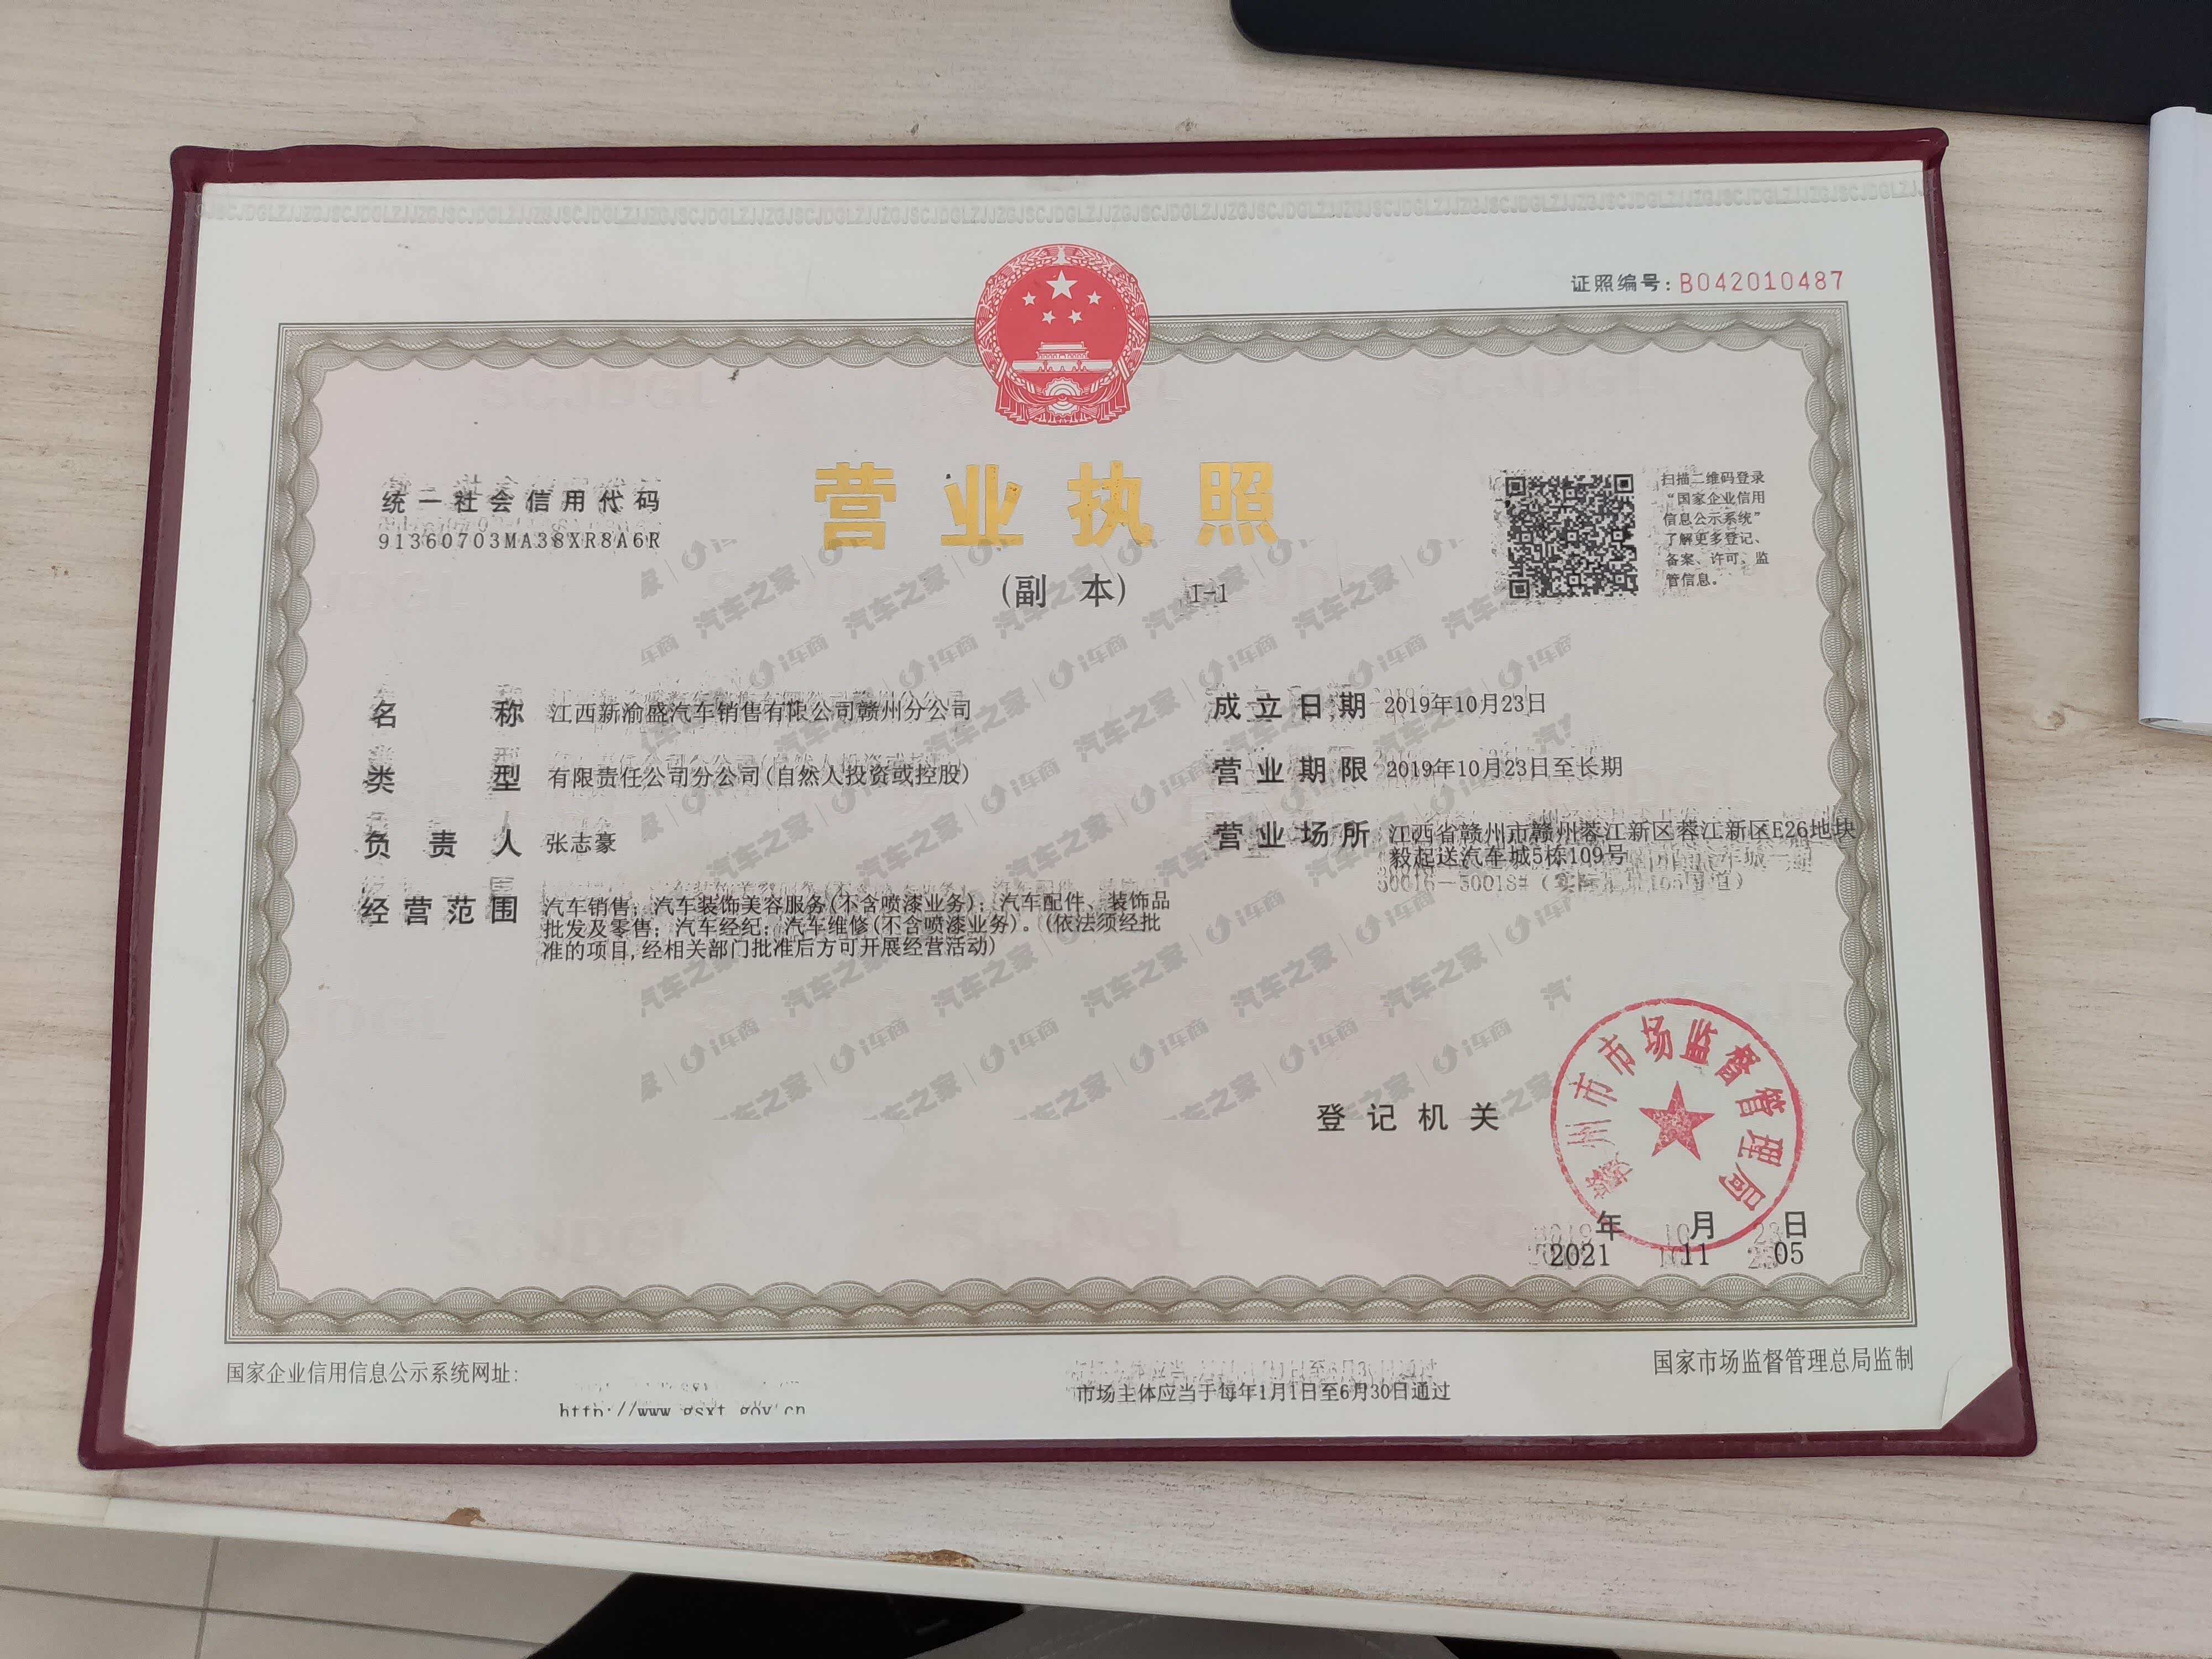 证照编号：B042010487
统一社会信用代码
91360703MA38XR8A6R
营业执照
(副 本) 1-1
扫描二维码登录
“国家企业信用
信息公示系统”
了解更多登记、
备案、许可、监
管信息。
名 称 江西新渝盛汽车销售有限公司赣州分公司
类 型 有限责任公司分公司(自然人投资或控股)
负 责 人 张志豪
经营范围 汽车销售；汽车装饰美容服务(不含喷漆业务)；汽车配件、装饰品
批发及零售；汽车经纪；汽车维修(不含喷漆业务)。(依法须经批
准的项目,经相关部门批准后方可开展经营活动)
成立日期 2019年10月23日
营业期限 2019年10月23日至长期
营业场所 江西省赣州市赣州蓉江新区蓉江新区E26地块
毅起送汽车城5栋109号
登记机关
赣州市市场监督管理局
年 月 日
2021 11 05
国家企业信用信息公示系统网址：
http://www.gsxt.gov.cn
市场主体应当于每年1月1日至6月30日通过
国家市场监督管理总局监制
汽车之家
i车商